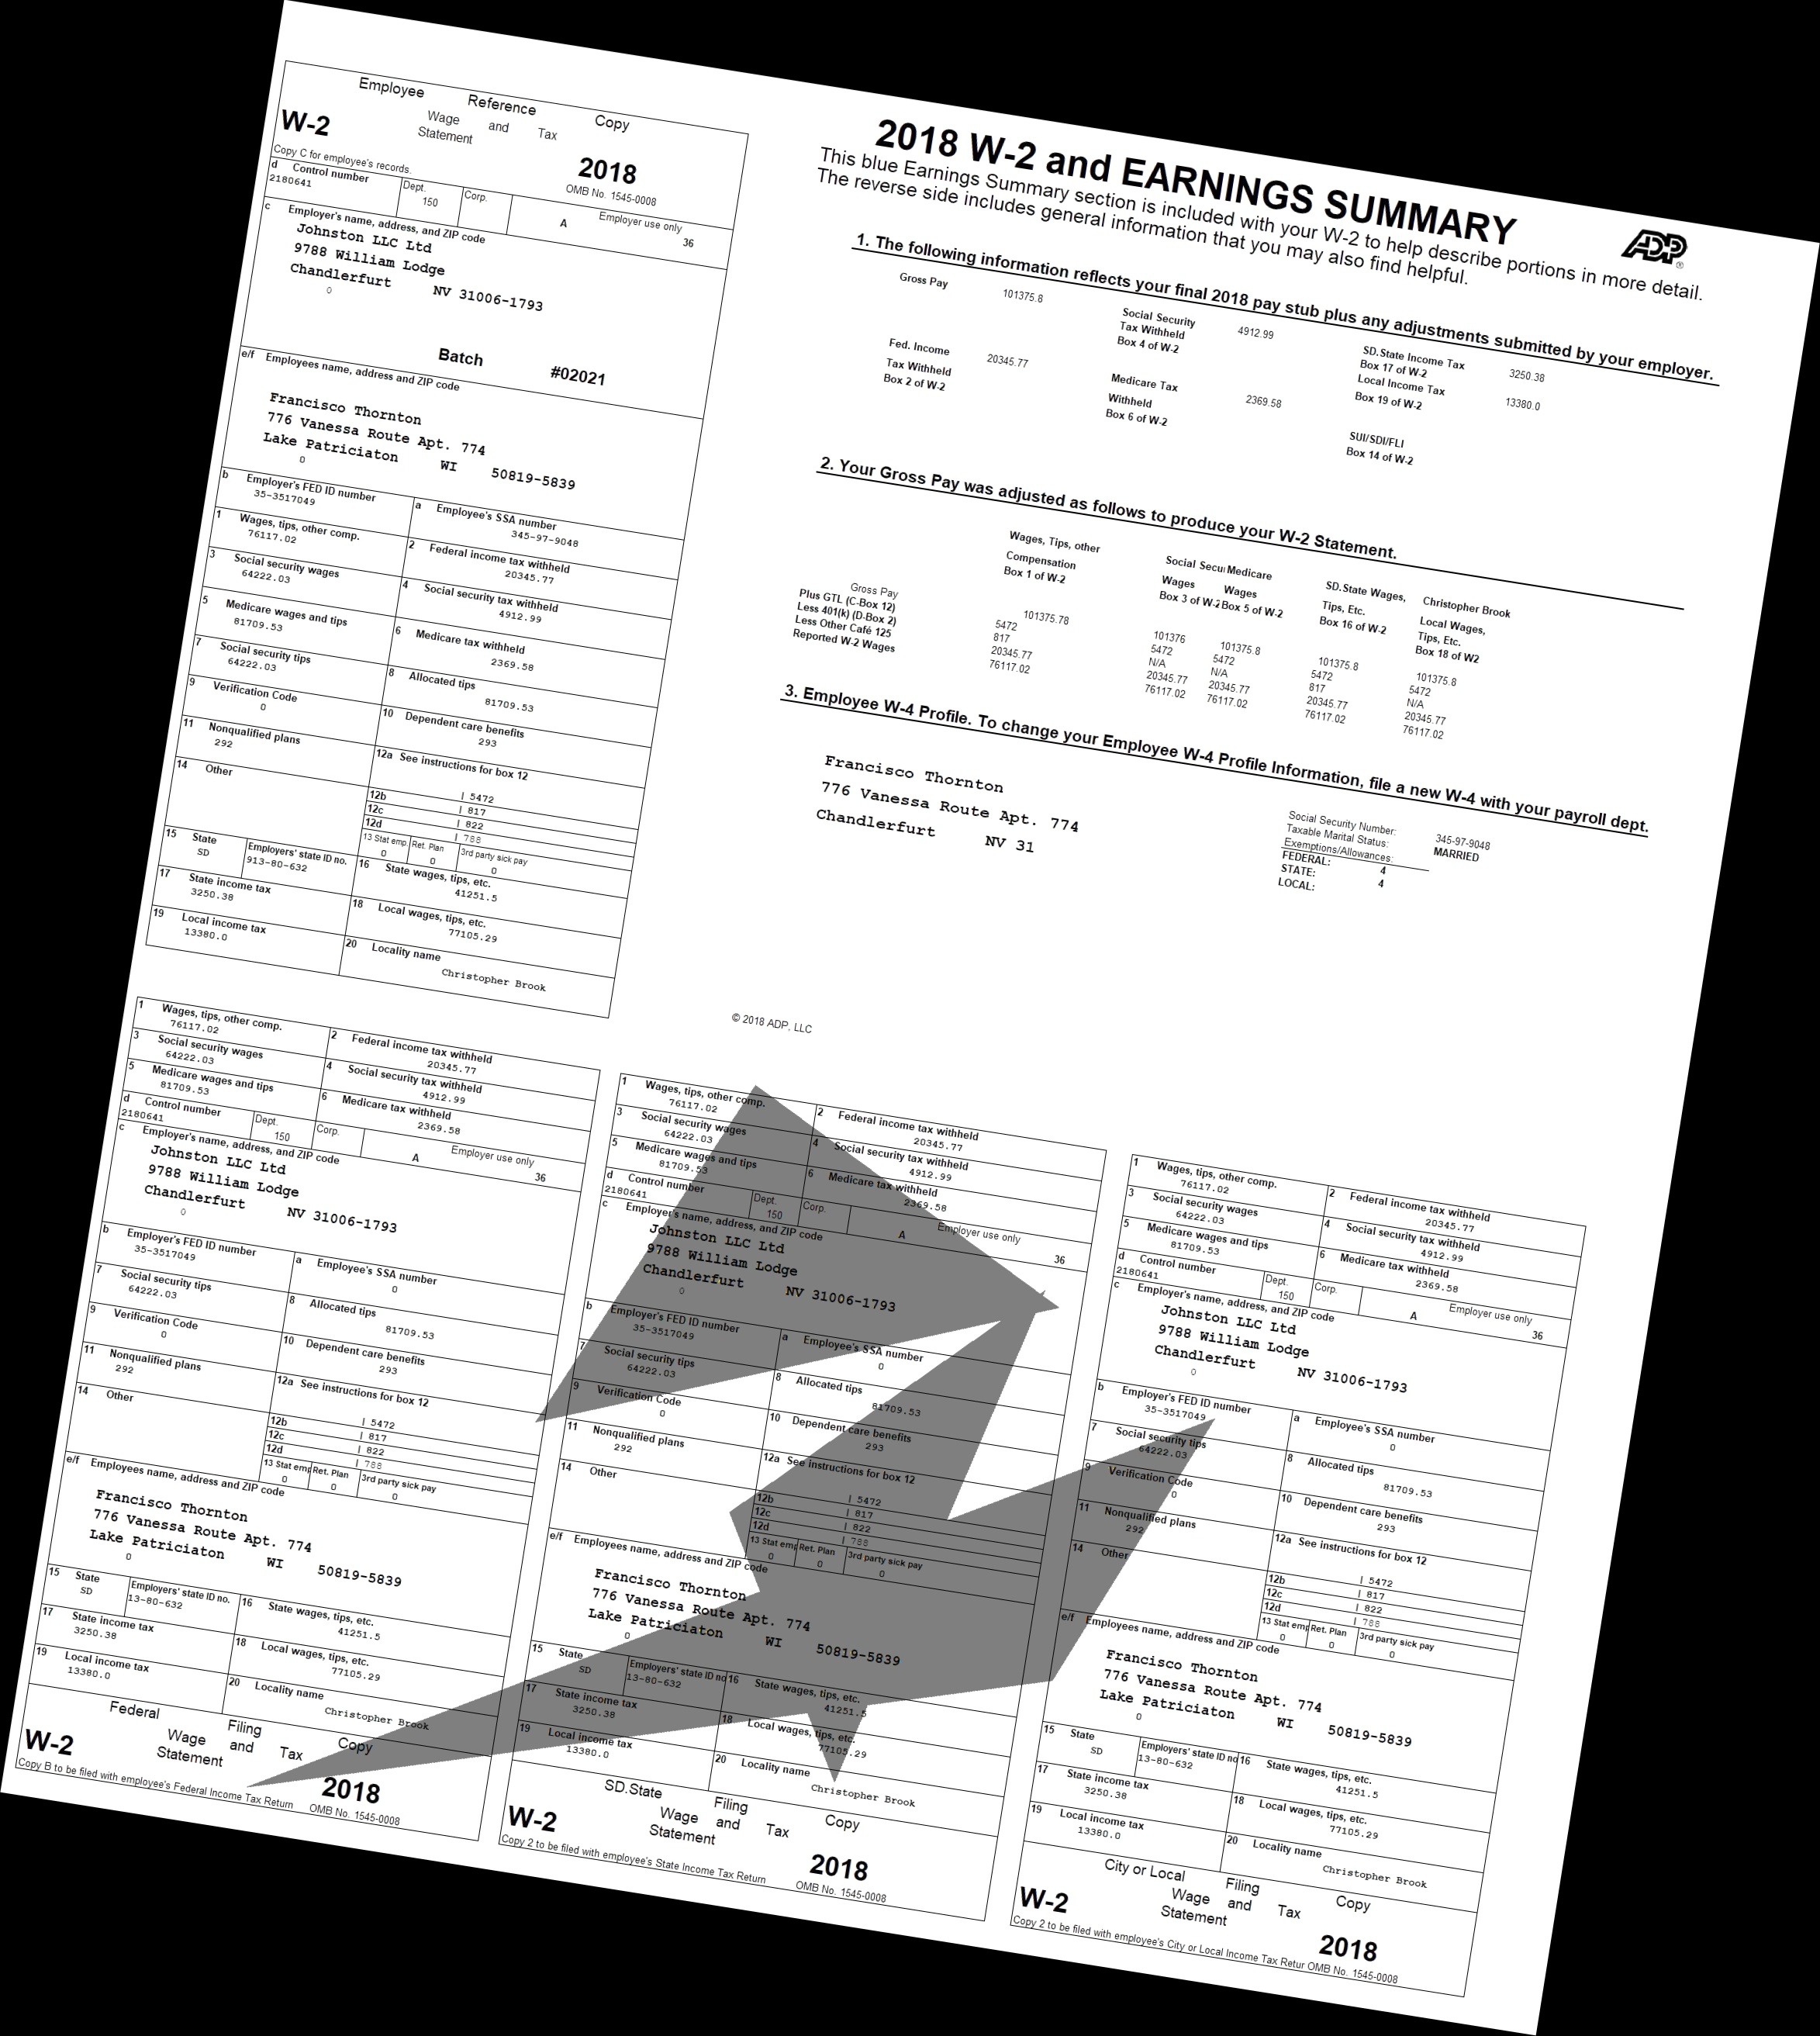 Employee Reference Copy
W-2 Wage and Tax
Statement 2018
Copy C for employee's records. OMB No. 1545-0008
d Control number Dept. Corp. Employer use only
2180641 150 A 36
c Employer's name, address, and ZIP code
Johnston LLC Ltd
9788 William Lodge
Chandlerfurt NV 31006-1793
0
Batch #02021
e/f Employees name, address and ZIP code
Francisco Thornton
776 Vanessa Route Apt. 774
Lake Patriciaton WI 50819-5839
0
b Employer's FED ID number a Employee's SSA number
35-3517049 345-97-9048
1 Wages, tips, other comp. 2 Federal income tax withheld
76117.02 20345.77
3 Social security wages 4 Social security tax withheld
64222.03 4912.99
5 Medicare wages and tips 6 Medicare tax withheld
81709.53 2369.58
7 Social security tips 8 Allocated tips
64222.03 81709.53
9 Verification Code 10 Dependent care benefits
0 293
11 Nonqualified plans 12a See instructions for box 12
292
14 Other
| 5472
12b | 817
12c | 822
12d | 788
13 Stat emp. Ret. Plan 3rd party sick pay
0 0 0
15 State Employers' state ID no. 16 State wages, tips, etc.
SD 913-80-632 41251.5
17 State income tax 18 Local wages, tips, etc.
3250.38 77105.29
19 Local income tax 20 Locality name
13380.0 Christopher Brook
2018 W-2 and EARNINGS SUMMARY
This blue Earnings Summary section is included with your W-2 to help describe portions in more detail.
The reverse side includes general information that you may also find helpful.
ADP®
1. The following information reflects your final 2018 pay stub plus any adjustments submitted by your employer.
Gross Pay 101375.8
Social Security
Tax Withheld
Box 4 of W-2
4912.99
SD.State Income Tax
Box 17 of W-2
3250.38
Local Income Tax
Box 19 of W-2
13380.0
Fed. Income
Tax Withheld
Box 2 of W-2
20345.77
Medicare Tax
Withheld
Box 6 of W-2
2369.58
SUI/SDI/FLI
Box 14 of W-2
2. Your Gross Pay was adjusted as follows to produce your W-2 Statement.
Wages, Tips, other
Compensation
Box 1 of W-2
Social Secu
Wages
Box 3 of W-2
Medicare
Wages
Box 5 of W-2
SD.State Wages,
Tips, Etc.
Box 16 of W-2
Christopher Brook
Local Wages,
Tips, Etc.
Box 18 of W2
Gross Pay 101375.78 101376 101375.8 101375.8 101375.8
Plus GTL (C-Box 12) 5472 5472 5472 5472 5472
Less 401(k) (D-Box 2) 817 N/A N/A 817 N/A
Less Other Café 125 20345.77 20345.77 20345.77 20345.77 20345.77
Reported W-2 Wages 76117.02 76117.02 76117.02 76117.02 76117.02
3. Employee W-4 Profile. To change your Employee W-4 Profile Information, file a new W-4 with your payroll dept.
Francisco Thornton
776 Vanessa Route Apt. 774
Chandlerfurt NV 31
Social Security Number: 345-97-9048
Taxable Marital Status: MARRIED
Exemptions/Allowances:
FEDERAL: 4
STATE: 4
LOCAL:
© 2018 ADP, LLC
1 Wages, tips, other comp. 2 Federal income tax withheld
76117.02 20345.77
3 Social security wages 4 Social security tax withheld
64222.03 4912.99
5 Medicare wages and tips 6 Medicare tax withheld
81709.53 2369.58
d Control number Dept. Corp. Employer use only
2180641 150 A 36
c Employer's name, address, and ZIP code
Johnston LLC Ltd
9788 William Lodge
Chandlerfurt NV 31006-1793
0
b Employer's FED ID number a Employee's SSA number
35-3517049 0
7 Social security tips 8 Allocated tips
64222.03 81709.53
9 Verification Code 10 Dependent care benefits
0 293
11 Nonqualified plans 12a See instructions for box 12
292
14 Other
| 5472
12b | 817
12c | 822
12d | 788
13 Stat emp Ret. Plan 3rd party sick pay
0 0 0
e/f Employees name, address and ZIP code
Francisco Thornton
776 Vanessa Route Apt. 774
Lake Patriciaton WI 50819-5839
0
15 State Employers' state ID no. 16 State wages, tips, etc.
SD 13-80-632 41251.5
17 State income tax 18 Local wages, tips, etc.
3250.38 77105.29
19 Local income tax 20 Locality name
13380.0 Christopher Brook
Federal Filing Copy
W-2 Wage and Tax
Statement 2018
Copy B to be filed with employee's Federal Income Tax Return OMB No. 1545-0008
1 Wages, tips, other comp. 2 Federal income tax withheld
76117.02 20345.77
3 Social security wages 4 Social security tax withheld
64222.03 4912.99
5 Medicare wages and tips 6 Medicare tax withheld
81709.53 2369.58
d Control number Dept. Corp. Employer use only
2180641 150 A 36
c Employer's name, address, and ZIP code
Johnston LLC Ltd
9788 William Lodge
Chandlerfurt NV 31006-1793
0
b Employer's FED ID number a Employee's SSA number
35-3517049 0
7 Social security tips 8 Allocated tips
64222.03 81709.53
9 Verification Code 10 Dependent care benefits
0 293
11 Nonqualified plans 12a See instructions for box 12
292
14 Other
| 5472
12b | 817
12c | 822
12d | 788
13 Stat emp Ret. Plan 3rd party sick pay
0 0 0
e/f Employees name, address and ZIP code
Francisco Thornton
776 Vanessa Route Apt. 774
Lake Patriciaton WI 50819-5839
0
15 State Employers' state ID no 16 State wages, tips, etc.
SD 13-80-632 41251.5
17 State income tax 18 Local wages, tips, etc.
3250.38 77105.29
19 Local income tax 20 Locality name
13380.0 Christopher Brook
SD.State Filing Copy
W-2 Wage and Tax
Statement 2018
Copy 2 to be filed with employee's State Income Tax Return OMB No. 1545-0008
1 Wages, tips, other comp. 2 Federal income tax withheld
76117.02 20345.77
3 Social security wages 4 Social security tax withheld
64222.03 4912.99
5 Medicare wages and tips 6 Medicare tax withheld
81709.53 2369.58
d Control number Dept. Corp. Employer use only
2180641 150 A 36
c Employer's name, address, and ZIP code
Johnston LLC Ltd
9788 William Lodge
Chandlerfurt NV 31006-1793
0
b Employer's FED ID number a Employee's SSA number
35-3517049 0
7 Social security tips 8 Allocated tips
64222.03 81709.53
9 Verification Code 10 Dependent care benefits
0 293
11 Nonqualified plans 12a See instructions for box 12
292
14 Other
| 5472
12b | 817
12c | 822
12d | 788
13 Stat emp Ret. Plan 3rd party sick pay
0 0 0
e/f Employees name, address and ZIP code
Francisco Thornton
776 Vanessa Route Apt. 774
Lake Patriciaton WI 50819-5839
0
15 State Employers' state ID no 16 State wages, tips, etc.
SD 13-80-632 41251.5
17 State income tax 18 Local wages, tips, etc.
3250.38 77105.29
19 Local income tax 20 Locality name
13380.0 Christopher Brook
City or Local Filing Copy
W-2 Wage and Tax
Statement 2018
Copy 2 to be filed with employee's City or Local Income Tax Retur OMB No. 1545-0008